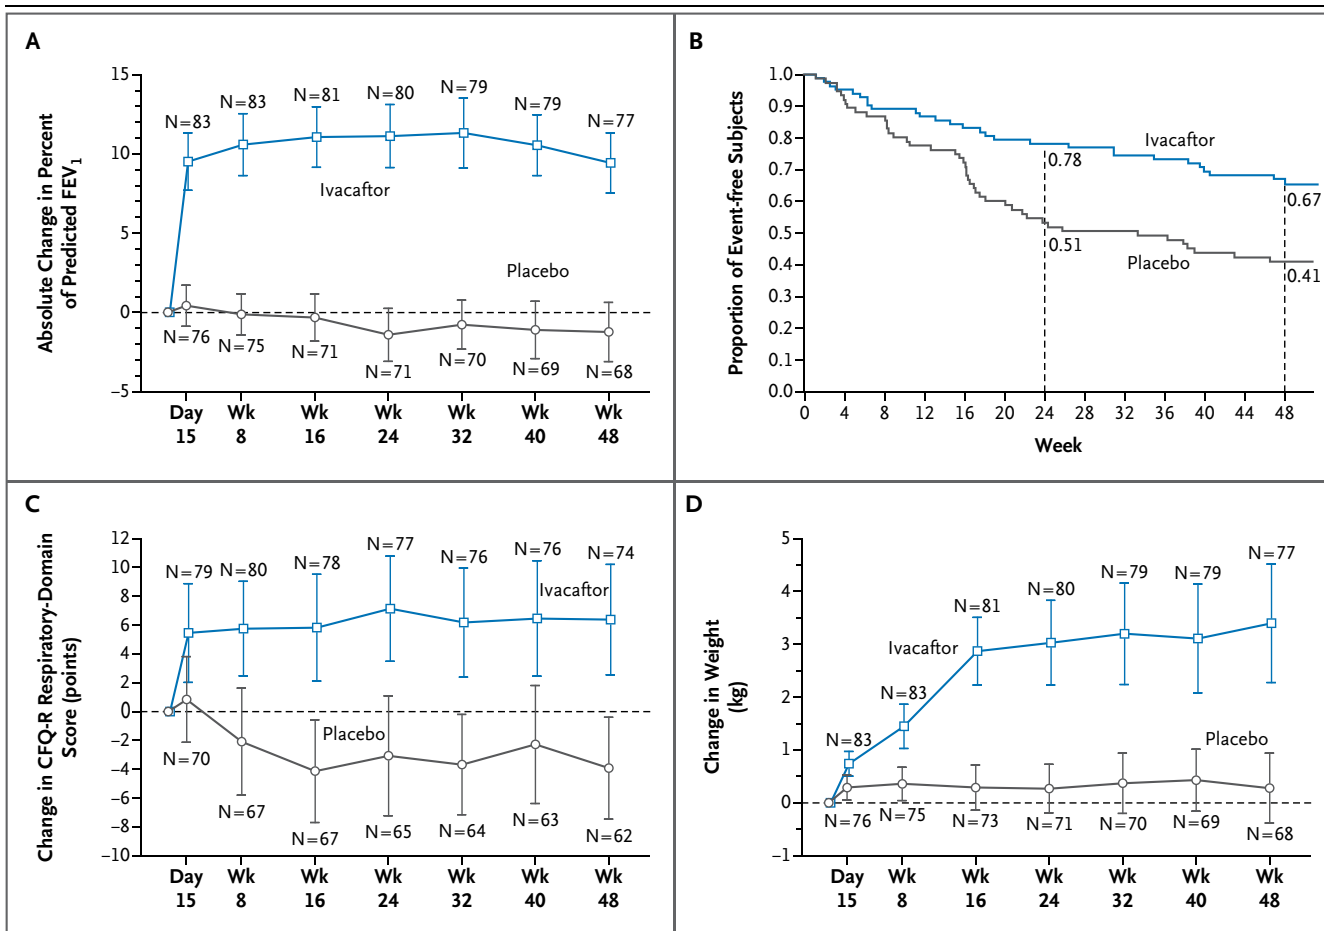 A
Absolute Change in Percent
of Predicted FEV1
15
10
5
0
−5
N=83
N=83
N=81
N=80
N=79
N=79
N=77
Ivacaftor
Placebo
N=76
N=75
N=71
N=71
N=70
N=69
N=68
Day Wk Wk Wk Wk Wk Wk
15 8 16 24 32 40 48
B
Proportion of Event-free Subjects
1.0
0.9
0.8
0.7
0.6
0.5
0.4
0.3
0.2
0.1
0.0
Ivacaftor
0.78
0.67
0.51
Placebo
0.41
0 4 8 12 16 20 24 28 32 36 40 44 48
Week
C
Change in CFQ-R Respiratory-Domain
Score (points)
12
10
8
6
4
2
0
−2
−4
−6
−8
−10
N=79
N=80
N=78
N=77
N=76
N=76
N=74
Ivacaftor
Placebo
N=70
N=67
N=67
N=65
N=64
N=63
N=62
Day Wk Wk Wk Wk Wk Wk
15 8 16 24 32 40 48
D
Change in Weight
(kg)
5
4
3
2
1
0
−1
N=83
N=83
N=81
N=80
N=79
N=79
N=77
Ivacaftor
Placebo
N=76
N=75
N=73
N=71
N=70
N=69
N=68
Day Wk Wk Wk Wk Wk Wk
15 8 16 24 32 40 48